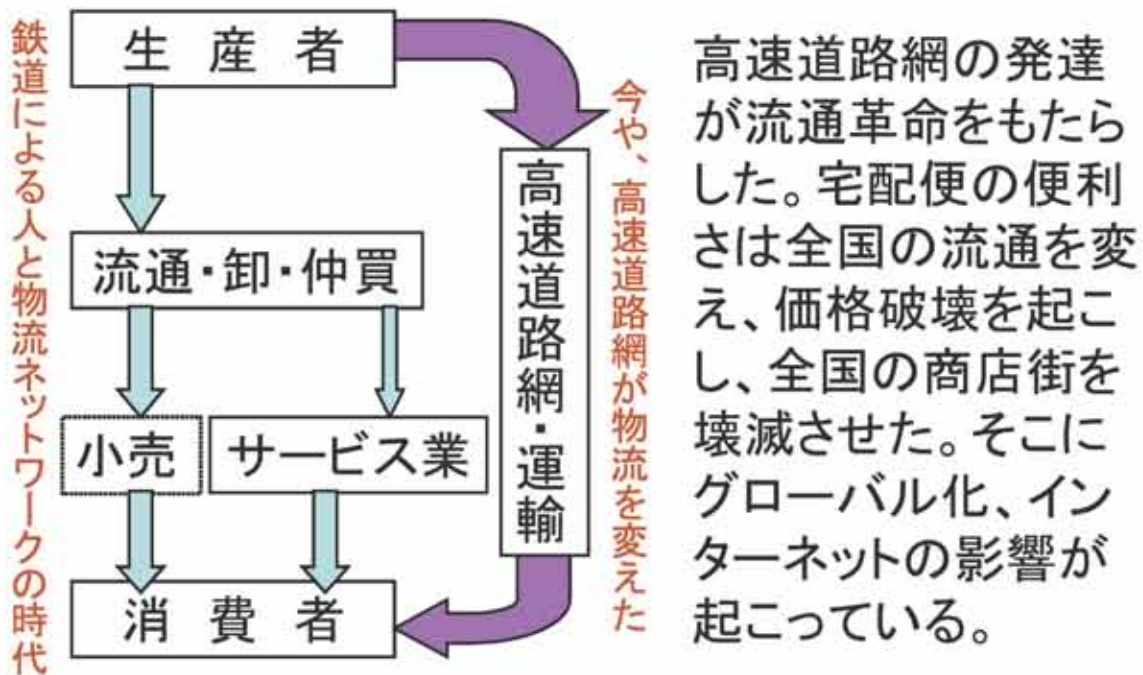 鉄道による人と物流ネットワークの時代
生産者
流通・卸・仲買
小売
サービス業
消費者
高速道路網・運輸
今や、高速道路網が物流を変えた
高速道路網の発達
が流通革命をもたら
した。宅配便の便利
さは全国の流通を変
え、価格破壊を起こ
し、全国の商店街を
壊滅させた。そこに
グローバル化、イン
ターネットの影響が
起こっている。